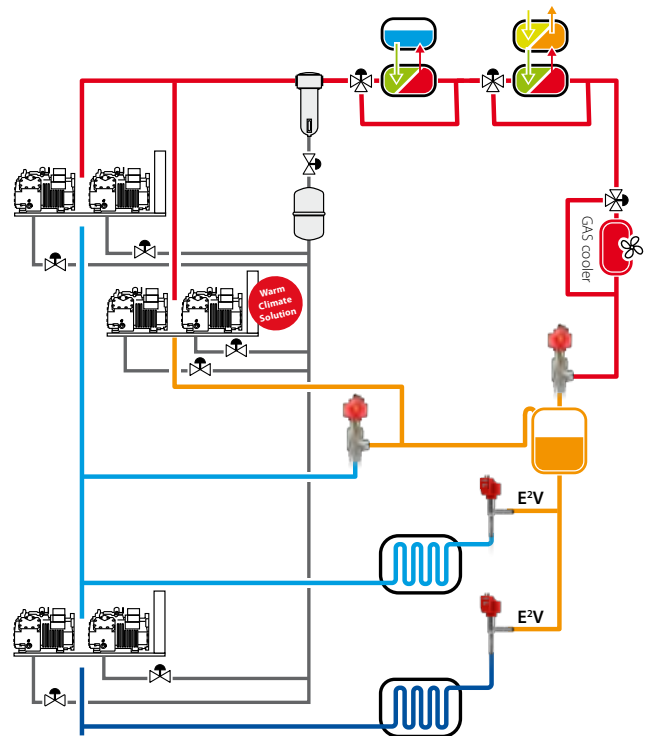 GAS cooler
Warm
Climate
Solution
E²V
E²V